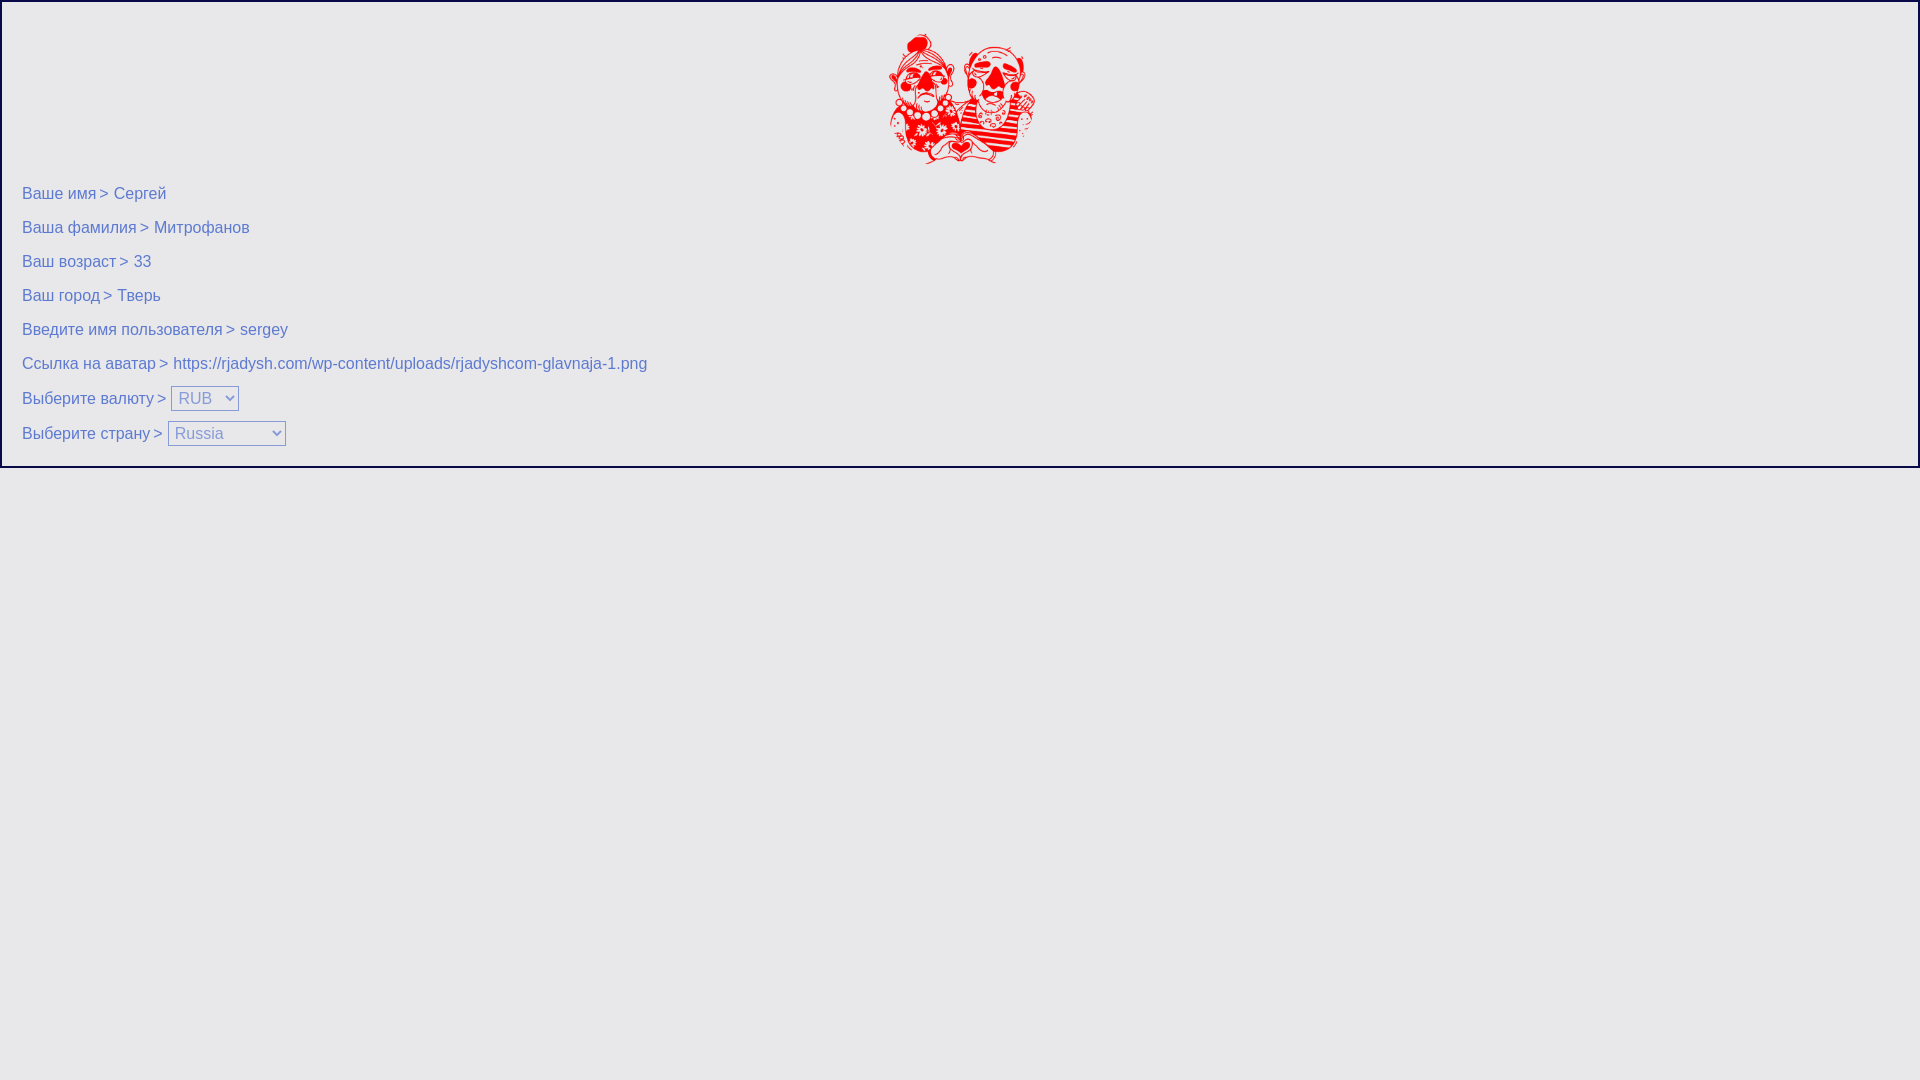 Ваше имя > Сергей
Ваша фамилия > Митрофанов
Ваш возраст > 33
Ваш город > Тверь
Введите имя пользователя > sergey
Ссылка на аватар > https://rjadysh.com/wp-content/uploads/rjadyshcom-glavnaja-1.png
Выберите валюту > RUB
Выберите страну > Russia